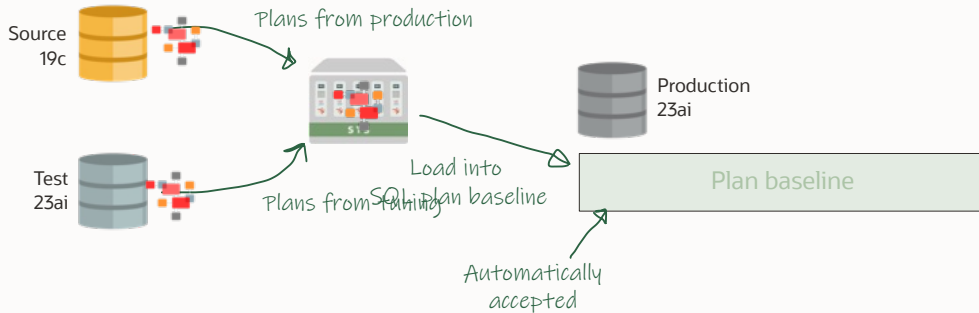 Plans from production
Source
19c
Production
23ai
STS
Test
23ai
Load into
SQL plan baseline
Plans from tuning
Plan baseline
Automatically
accepted